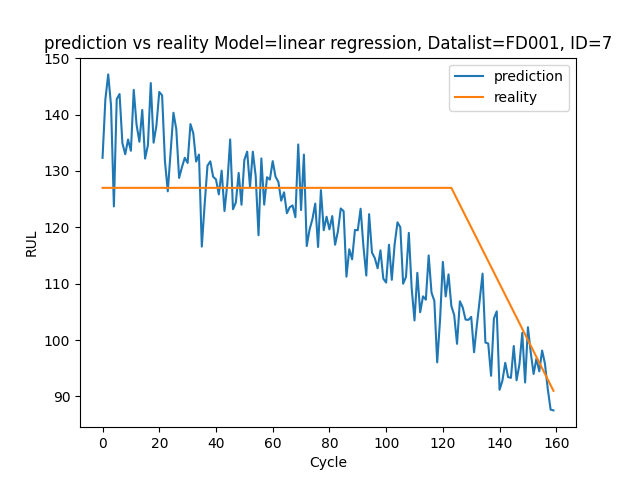 prediction vs reality Model=linear regression, Datalist=FD001, ID=7
prediction
reality
RUL
150
140
130
120
110
100
90
0 20 40 60 80 100 120 140 160
Cycle